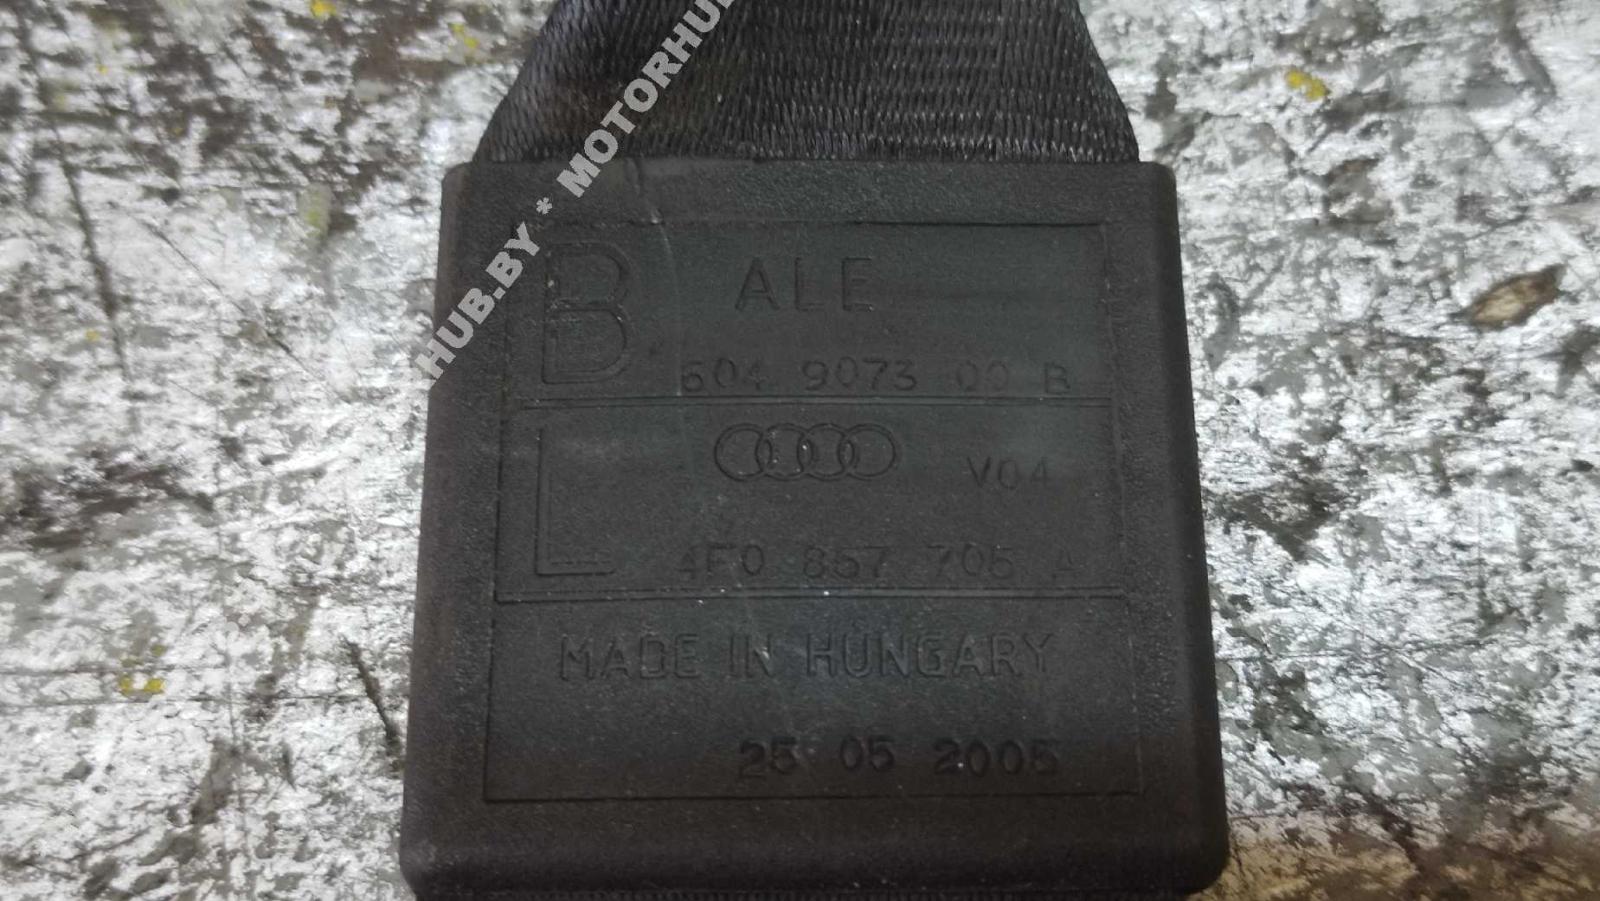 HUB.BY * MOTORHU
B ALE
604 9073 00 B
V04
L 4F0 857 705 A
MADE IN HUNGARY
25 05 2005